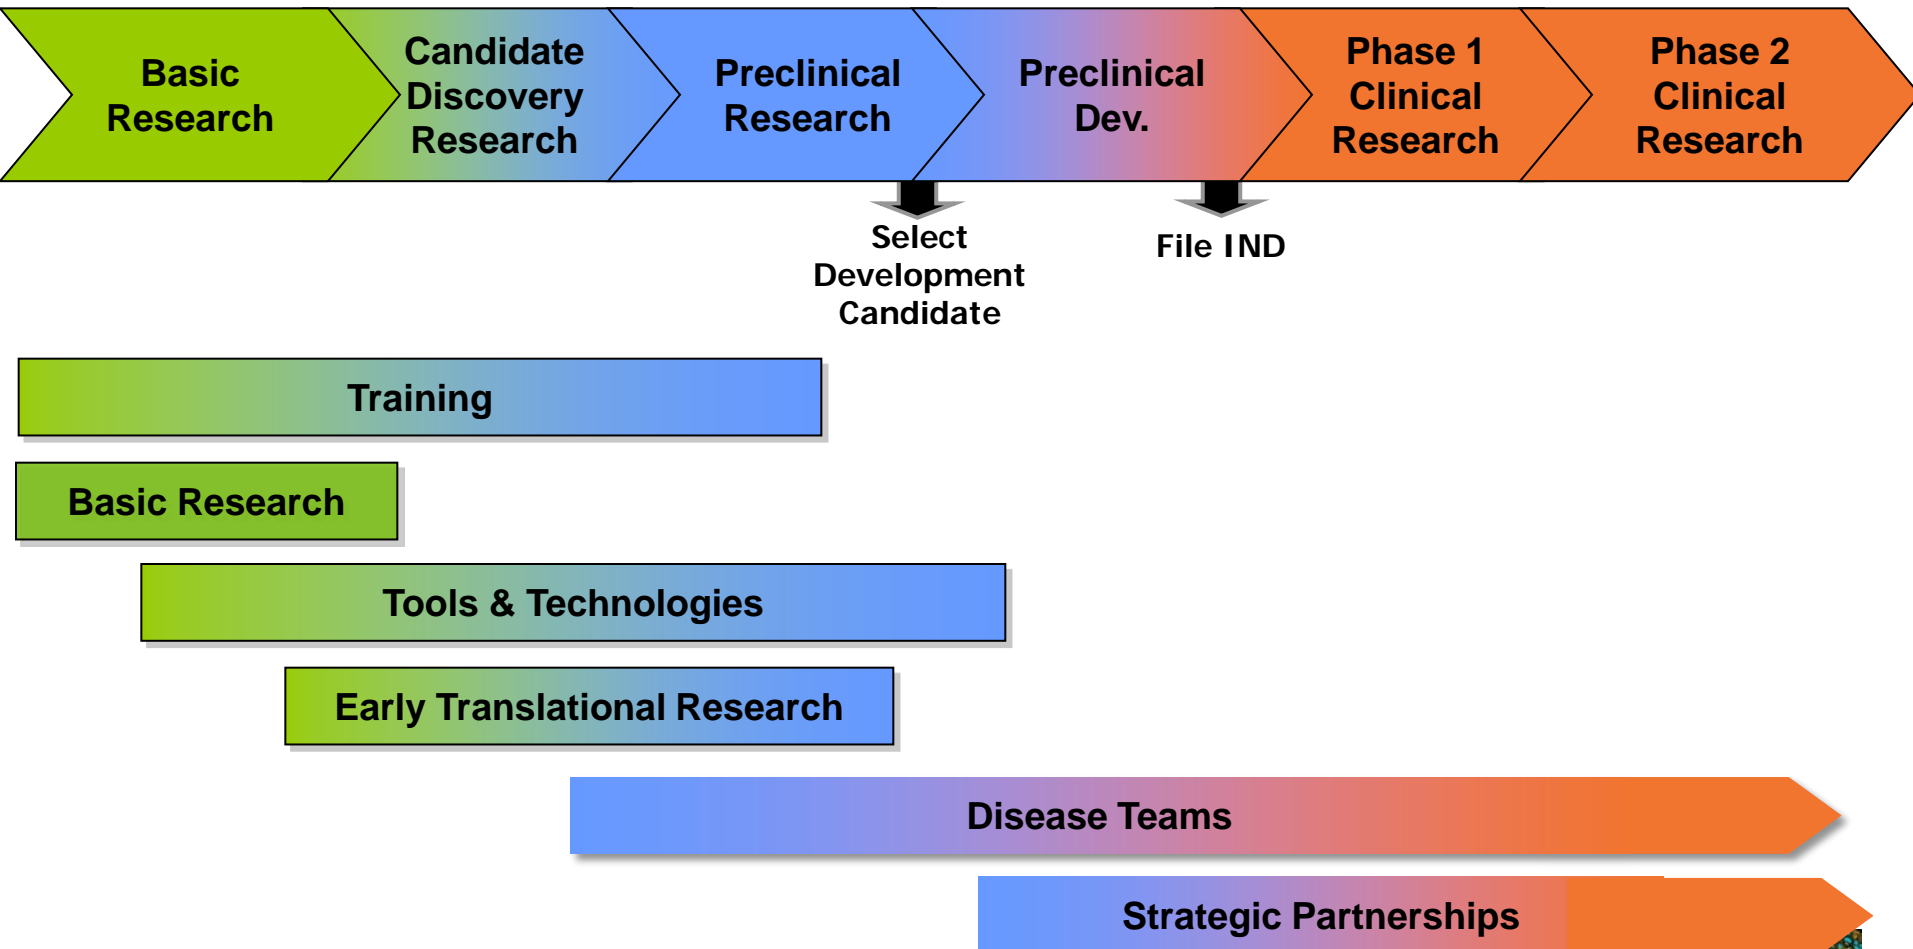 Basic
Research
Candidate
Discovery
Research
Preclinical
Research
Preclinical
Dev.
Phase 1
Clinical
Research
Phase 2
Clinical
Research
Select
Development
Candidate
File IND
Training
Basic Research
Tools & Technologies
Early Translational Research
Disease Teams
Strategic Partnerships